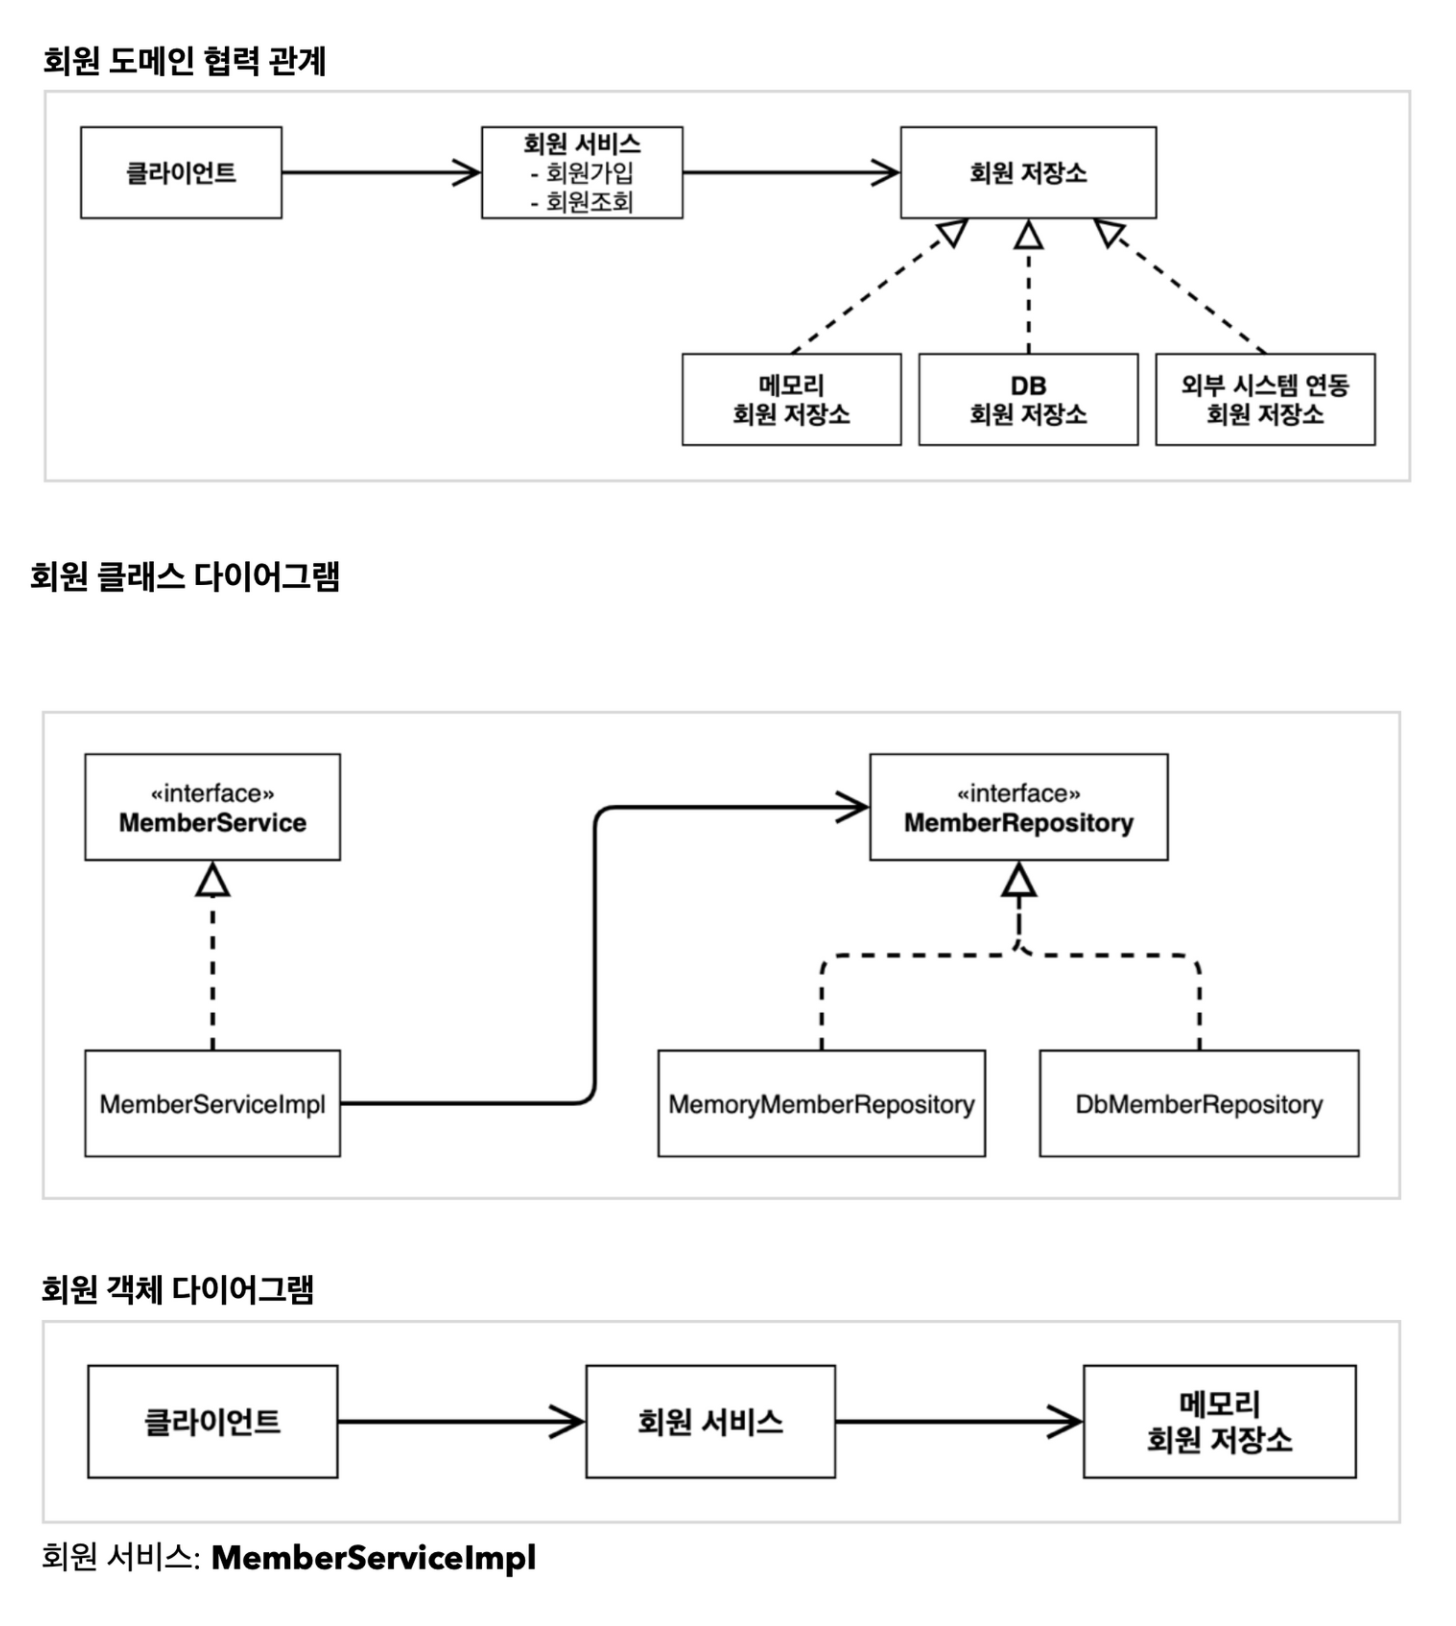 회원 도메인 협력 관계
클라이언트
회원 서비스
- 회원가입
- 회원조회
회원 저장소
메모리
회원 저장소
DB
회원 저장소
외부 시스템 연동
회원 저장소
회원 클래스 다이어그램
«interface»
MemberService
«interface»
MemberRepository
MemberServiceImpl
MemoryMemberRepository
DbMemberRepository
회원 객체 다이어그램
클라이언트
회원 서비스
메모리
회원 저장소
회원 서비스: MemberServiceImpl